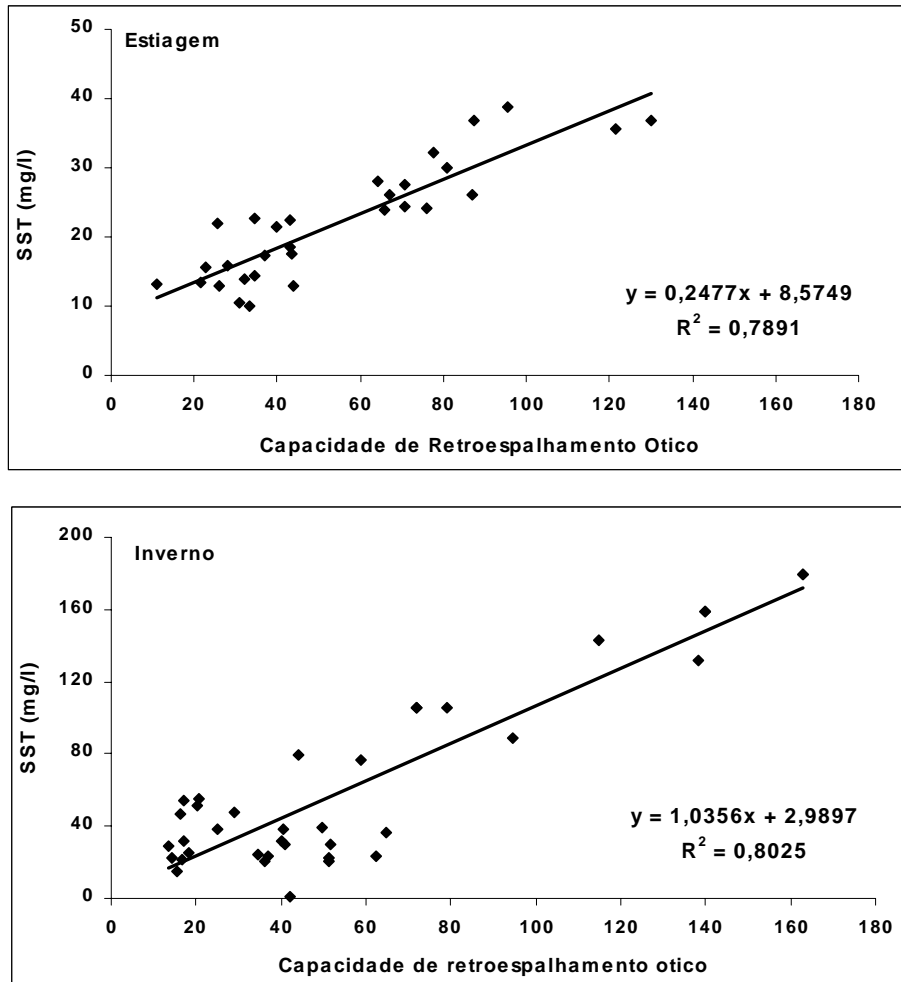 Estiagem
50
40
30
20
10
0
SST (mg/l)
y = 0,2477x + 8,5749
R² = 0,7891
0 20 40 60 80 100 120 140 160 180
Capacidade de Retroespalhamento Otico
Inverno
200
160
120
80
40
0
SST (mg/l)
y = 1,0356x + 2,9897
R² = 0,8025
0 20 40 60 80 100 120 140 160 180
Capacidade de retroespalhamento otico